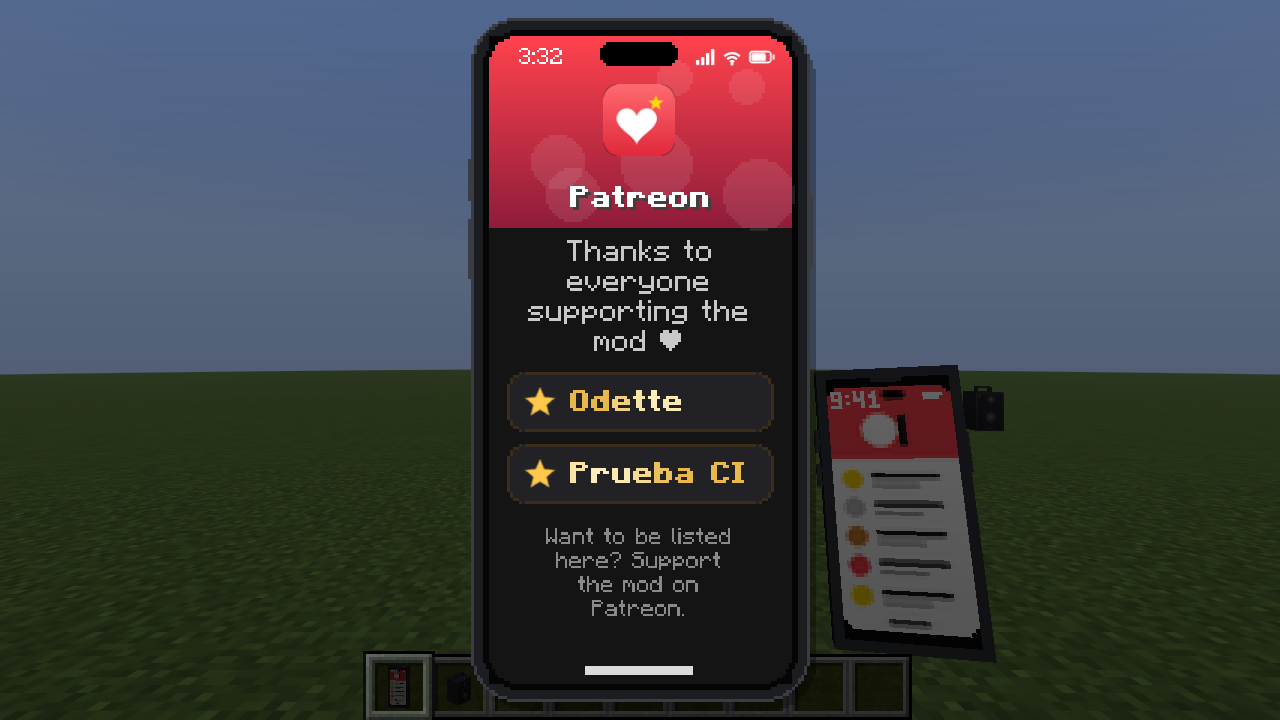 3:32
Patreon
Thanks to
everyone
supporting the
mod ♥
Odette
Prueba CI
Want to be listed
here? Support
the mod on
Patreon.
9:41